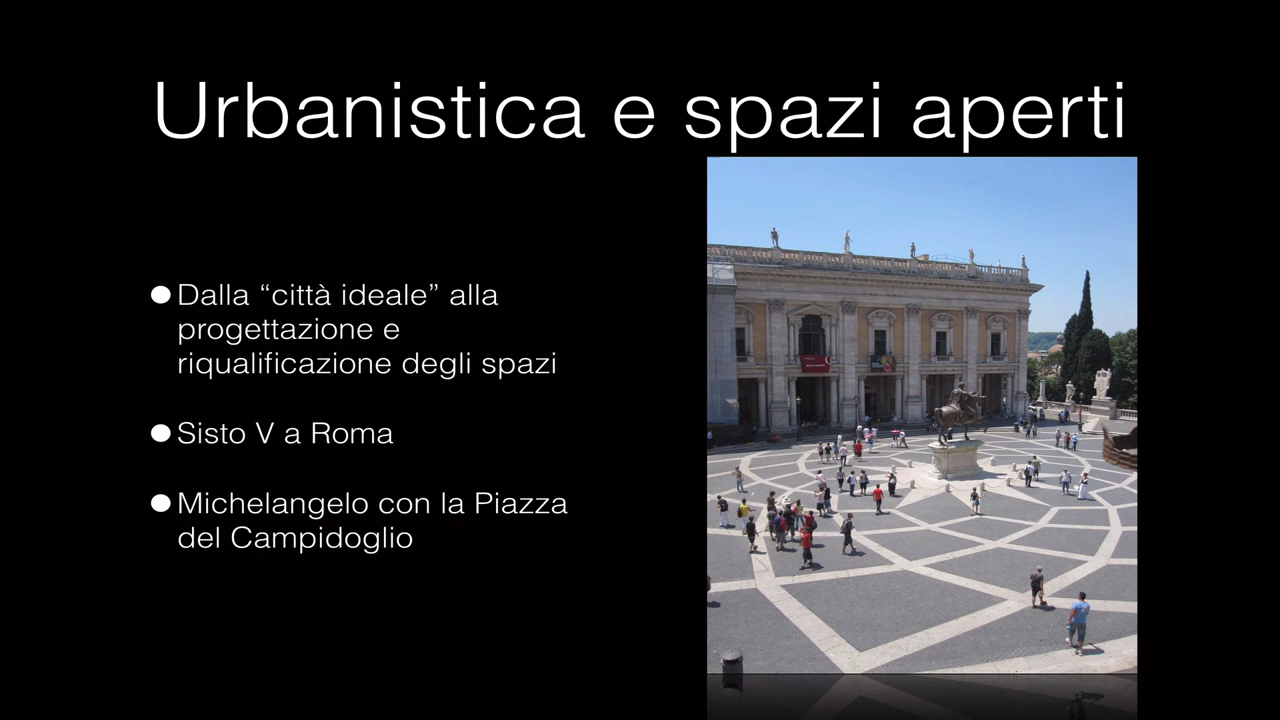 Urbanistica e spazi aperti
Dalla “città ideale” alla
progettazione e
riqualificazione degli spazi
Sisto V a Roma
Michelangelo con la Piazza
del Campidoglio